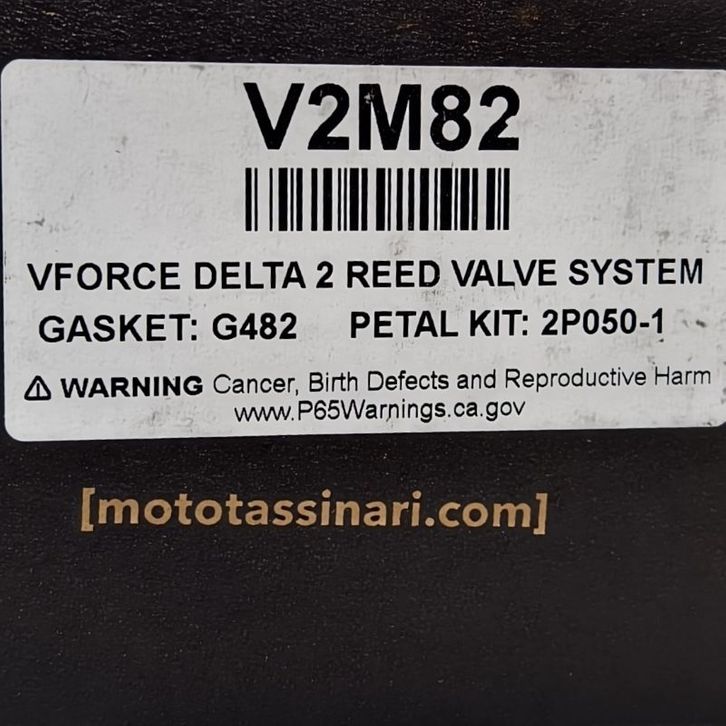 V2M82
VFORCE DELTA 2 REED VALVE SYSTEM
GASKET: G482 PETAL KIT: 2P050-1
⚠ WARNING Cancer, Birth Defects and Reproductive Harm
www.P65Warnings.ca.gov
[mototassinari.com]